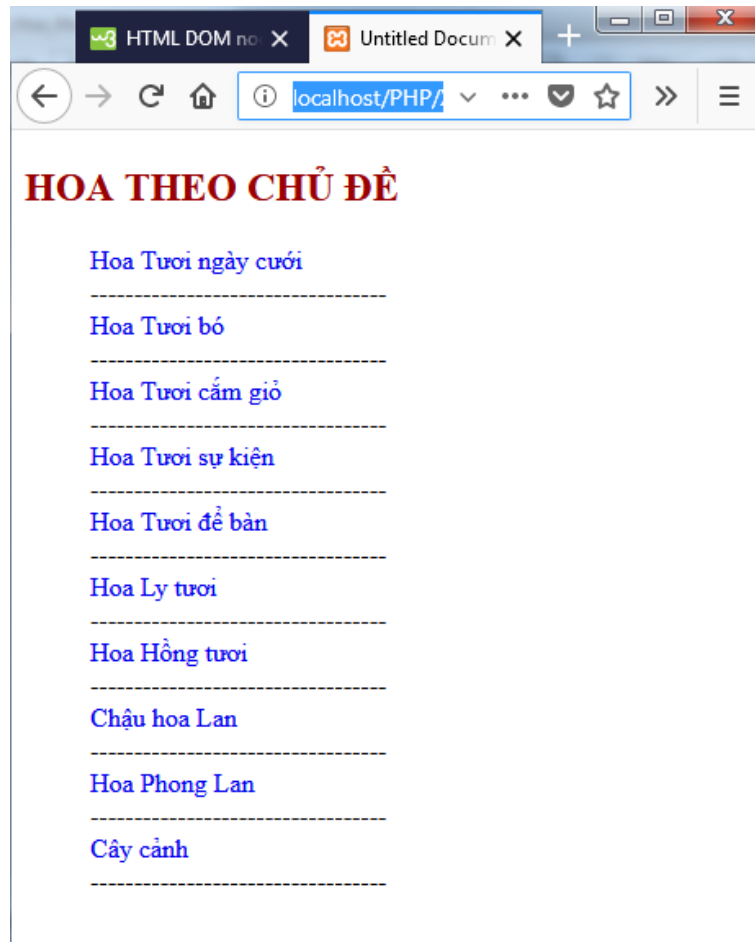 HTML DOM no
Untitled Docum
localhost/PHP/
HOA THEO CHỦ ĐỀ
Hoa Tươi ngày cưới
----------------------------------
Hoa Tươi bó
----------------------------------
Hoa Tươi cắm giỏ
----------------------------------
Hoa Tươi sự kiện
----------------------------------
Hoa Tươi để bàn
----------------------------------
Hoa Ly tươi
----------------------------------
Hoa Hồng tươi
----------------------------------
Chậu hoa Lan
----------------------------------
Hoa Phong Lan
----------------------------------
Cây cảnh
----------------------------------